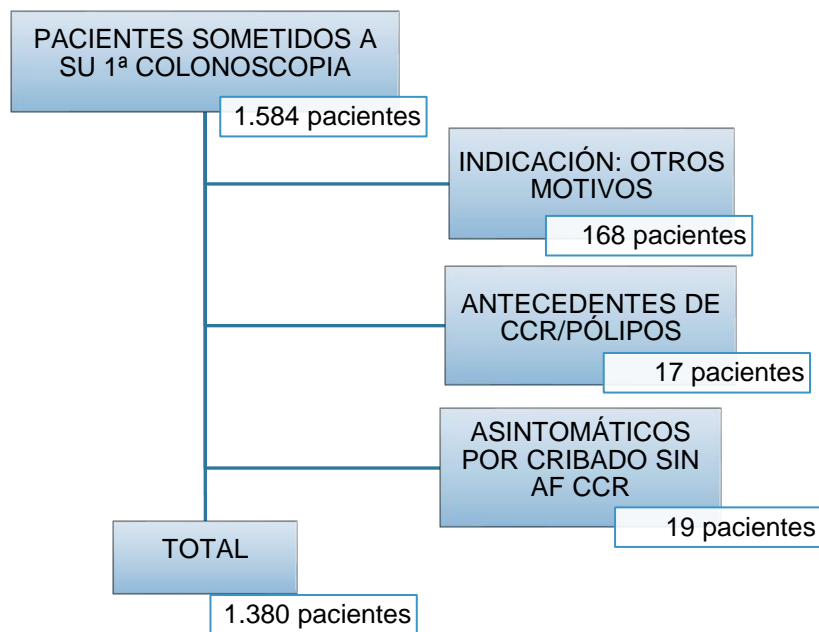 PACIENTES SOMETIDOS A
SU 1ª COLONOSCOPIA
1.584 pacientes
INDICACIÓN: OTROS
MOTIVOS
168 pacientes
ANTECEDENTES DE
CCR/PÓLIPOS
17 pacientes
ASINTOMÁTICOS
POR CRIBADO SIN
AF CCR
19 pacientes
TOTAL
1.380 pacientes